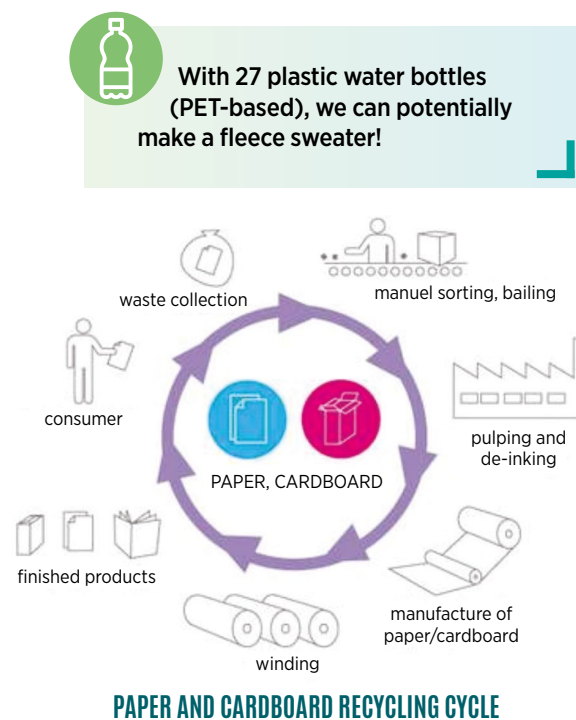 With 27 plastic water bottles
(PET-based), we can potentially
make a fleece sweater!
waste collection
manuel sorting, bailing
consumer
pulping and
de-inking
PAPER, CARDBOARD
finished products
manufacture of
paper/cardboard
winding
PAPER AND CARDBOARD RECYCLING CYCLE